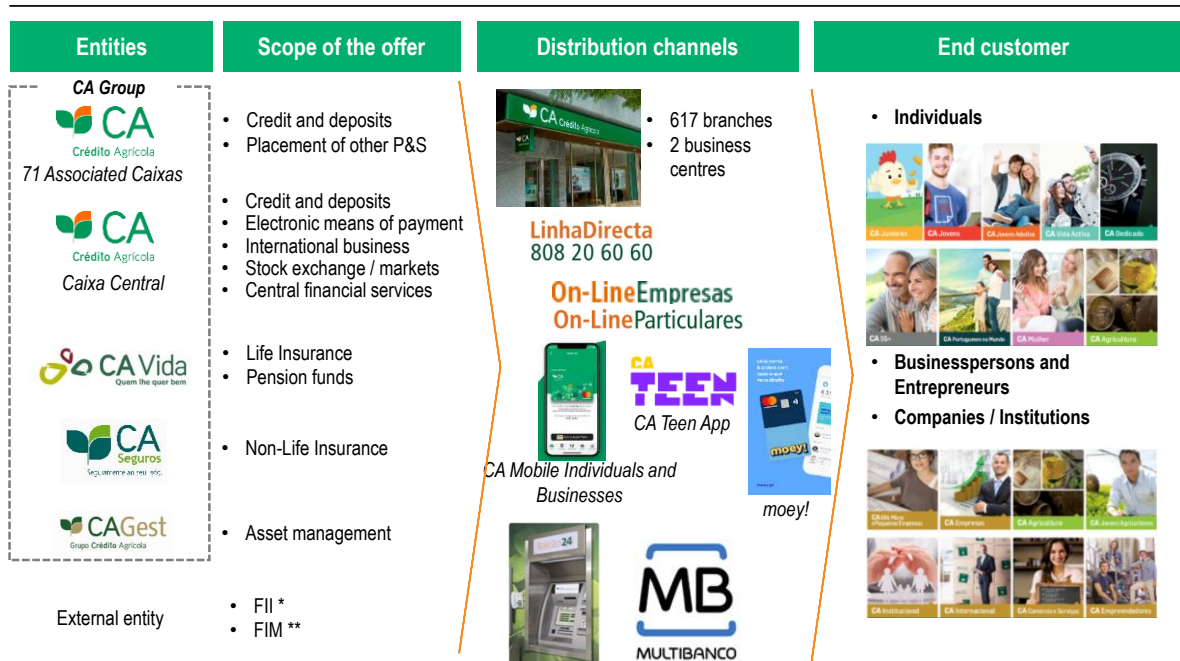 Entities
Scope of the offer
Distribution channels
End customer
CA Group
CA
Crédito Agrícola
71 Associated Caixas
• Credit and deposits
• Placement of other P&S
CA
Crédito Agrícola
Caixa Central
• Credit and deposits
• Electronic means of payment
• International business
• Stock exchange / markets
• Central financial services
CA Vida
Quem lhe quer bem
• Life Insurance
• Pension funds
CA
Seguros
• Non-Life Insurance
CAGest
Grupo Crédito Agrícola
• Asset management
External entity
• FII *
• FIM **
CA Crédito Agrícola
• 617 branches
• 2 business
centres
LinhaDirecta
808 20 60 60
On-LineEmpresas
On-LineParticulares
CA
TEEN
CA Teen App
CA Mobile Individuals and
Businesses
moey!
moey!
24
MB
MULTIBANCO
• Individuals
CA Juniores
CA Jovens
CA Jovens Adultos
CA Vida Activa
CA Dedicado
CA 55+
CA Portugueses no Mundo
CA Mulher
CA Agricultura
• Businesspersons and
Entrepreneurs
• Companies / Institutions
CA Empresas
CA Agricultura
CA Jovens Agricultores
CA Institucional
CA Internacional
CA Comércio e Serviços
CA Empreendedores